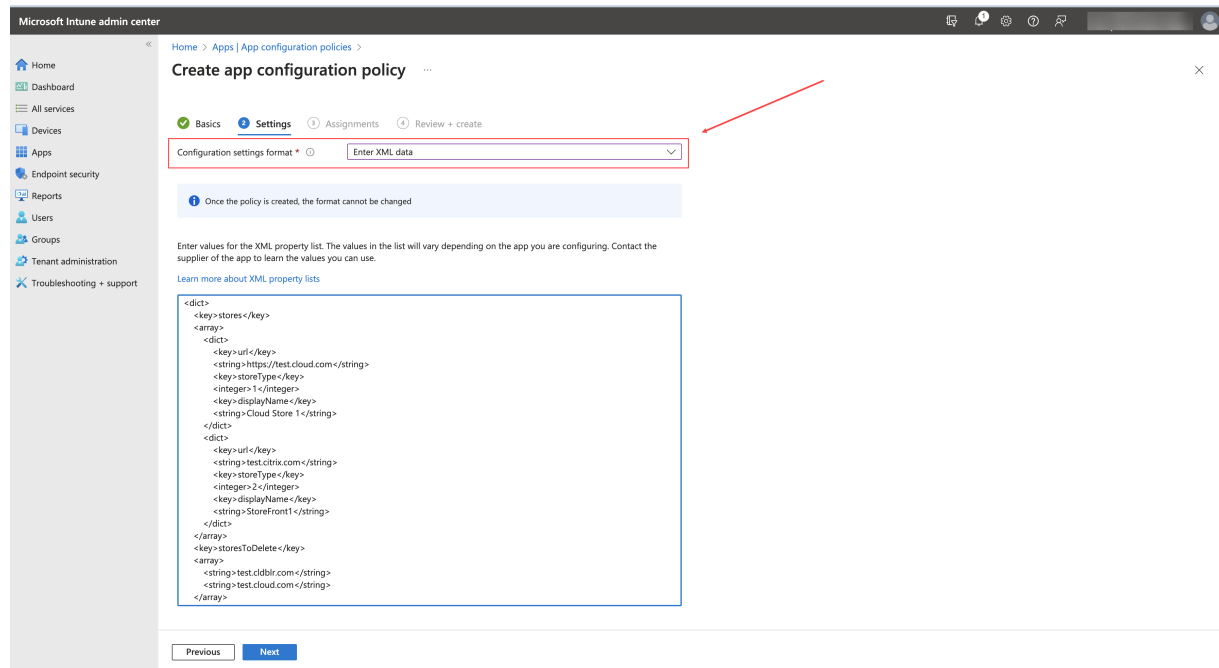 Microsoft Intune admin center
1
«
Home
Dashboard
All services
Devices
Apps
Endpoint security
Reports
Users
Groups
Tenant administration
Troubleshooting + support
Home > Apps | App configuration policies >
Create app configuration policy ...
Basics 2 Settings 3 Assignments 4 Review + create
Configuration settings format * Enter XML data
Once the policy is created, the format cannot be changed
Enter values for the XML property list. The values in the list will vary depending on the app you are configuring. Contact the
supplier of the app to learn the values you can use.
Learn more about XML property lists
<dict>
<key>stores</key>
<array>
<dict>
<key>url</key>
<string>https://test.cloud.com</string>
<key>storeType</key>
<integer>1</integer>
<key>displayName</key>
<string>Cloud Store 1</string>
</dict>
<dict>
<key>url</key>
<string>test.citrix.com</string>
<key>storeType</key>
<integer>2</integer>
<key>displayName</key>
<string>StoreFront1</string>
</dict>
</array>
<key>storesToDelete</key>
<array>
<string>test.cldblr.com</string>
<string>test.cloud.com</string>
</array>
Previous Next